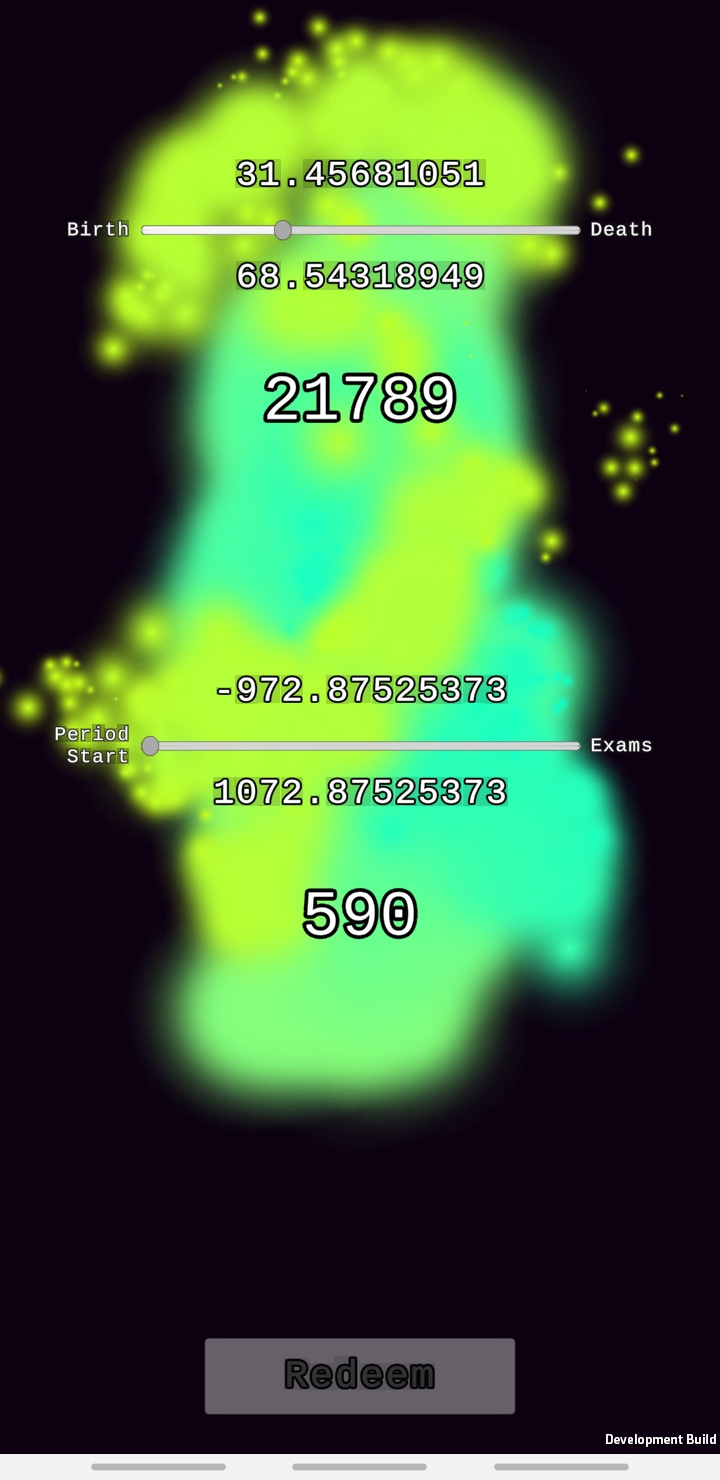 31.45681051
Birth
Death
68.54318949
21789
-972.87525373
Period
Start
Exams
1072.87525373
590
Redeem
Development Build